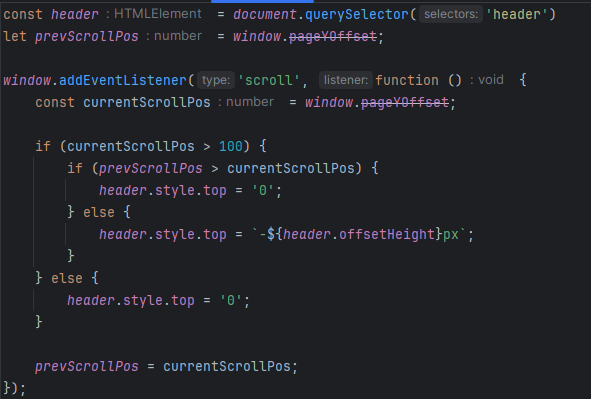 const header : HTMLElement = document.querySelector( selectors: 'header')
let prevScrollPos : number = window.pageYOffset;
window.addEventListener( type: 'scroll', listener: function () : void {
const currentScrollPos : number = window.pageYOffset;
if (currentScrollPos > 100) {
if (prevScrollPos > currentScrollPos) {
header.style.top = '0';
} else {
header.style.top = `-${header.offsetHeight}px`;
}
} else {
header.style.top = '0';
}
prevScrollPos = currentScrollPos;
});